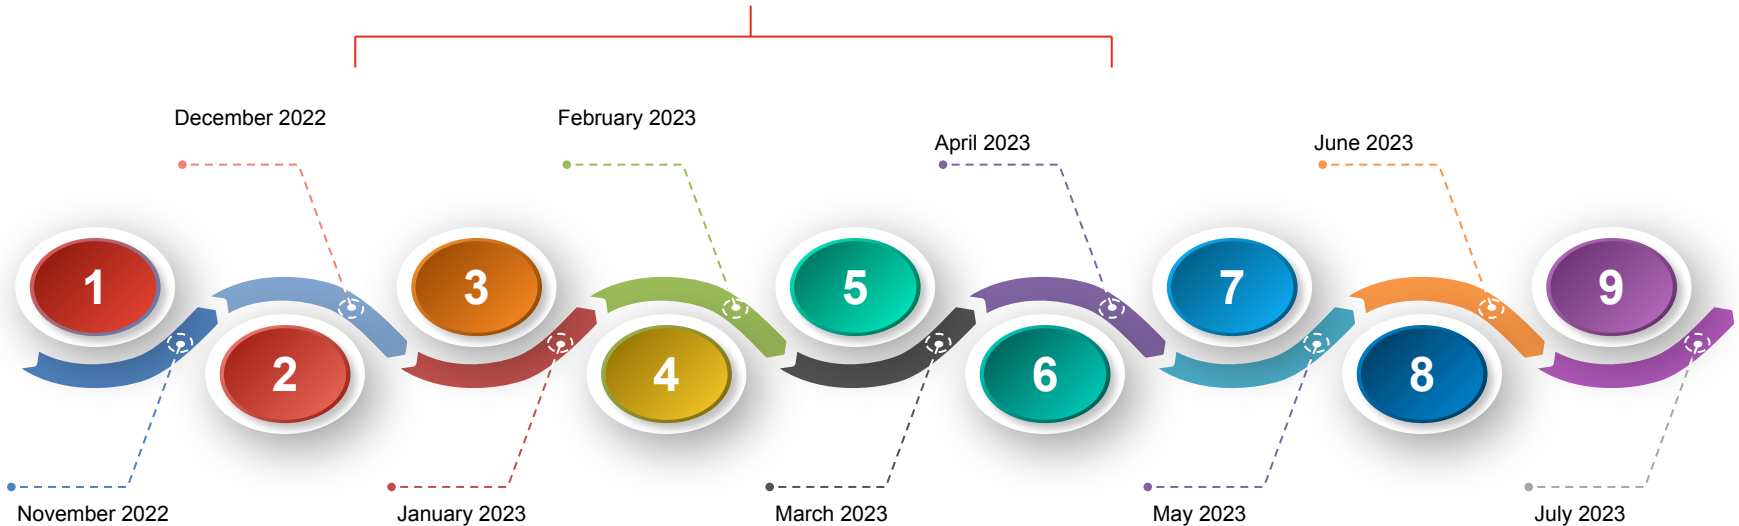 December 2022
February 2023
April 2023
June 2023
1
2
3
4
5
6
7
8
9
November 2022
January 2023
March 2023
May 2023
July 2023